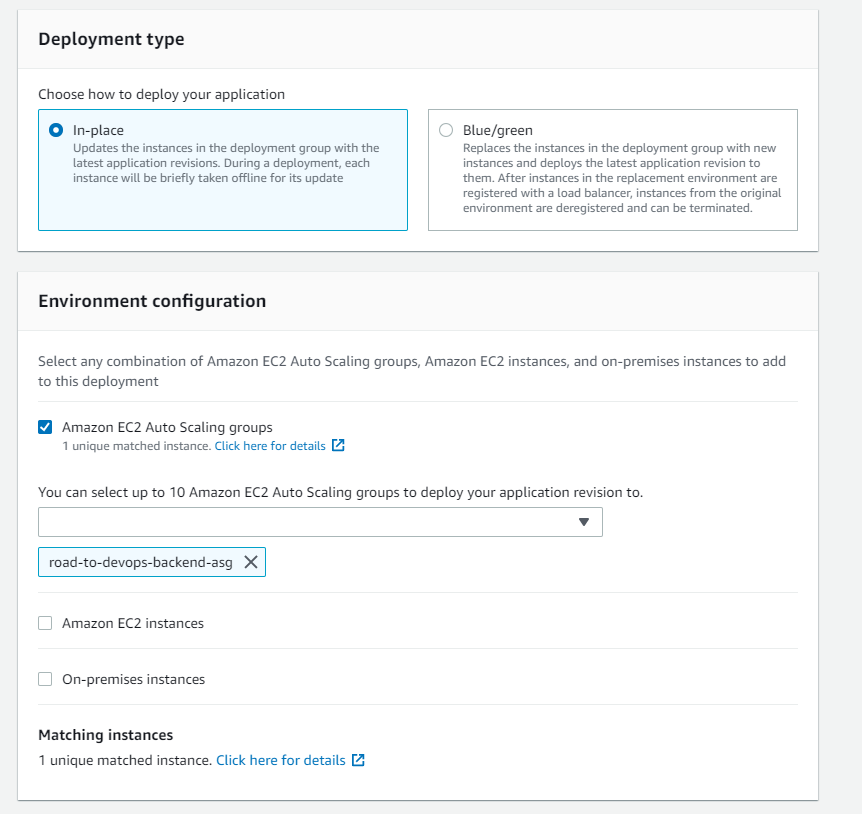 Deployment type
Choose how to deploy your application
In-place
Updates the instances in the deployment group with the
latest application revisions. During a deployment, each
instance will be briefly taken offline for its update
Blue/green
Replaces the instances in the deployment group with new
instances and deploys the latest application revision to
them. After instances in the replacement environment are
registered with a load balancer, instances from the original
environment are deregistered and can be terminated.
Environment configuration
Select any combination of Amazon EC2 Auto Scaling groups, Amazon EC2 instances, and on-premises instances to add
to this deployment
Amazon EC2 Auto Scaling groups
1 unique matched instance. Click here for details
You can select up to 10 Amazon EC2 Auto Scaling groups to deploy your application revision to.
road-to-devops-backend-asg
Amazon EC2 instances
On-premises instances
Matching instances
1 unique matched instance. Click here for details